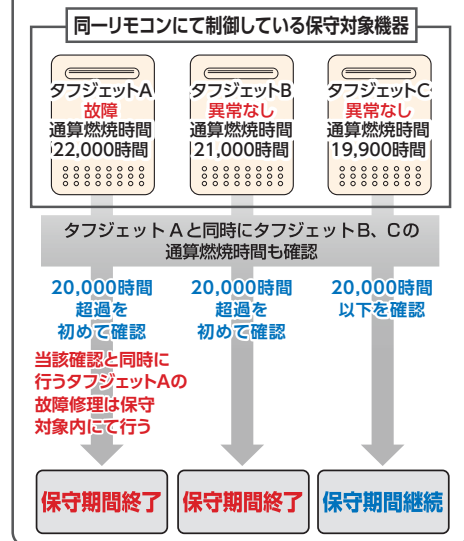 同一リモコンにて制御している保守対象機器
タフジェットA
故障
通算燃焼時間
22,000時間
タフジェットB
異常なし
通算燃焼時間
21,000時間
タフジェットC
異常なし
通算燃焼時間
19,900時間
タフジェットAと同時にタフジェットB、Cの
通算燃焼時間も確認
20,000時間
超過を
初めて確認
20,000時間
超過を
初めて確認
20,000時間
以下を確認
当該確認と同時に
行うタフジェットAの
故障修理は保守
対象内にて行う
保守期間終了
保守期間終了
保守期間継続